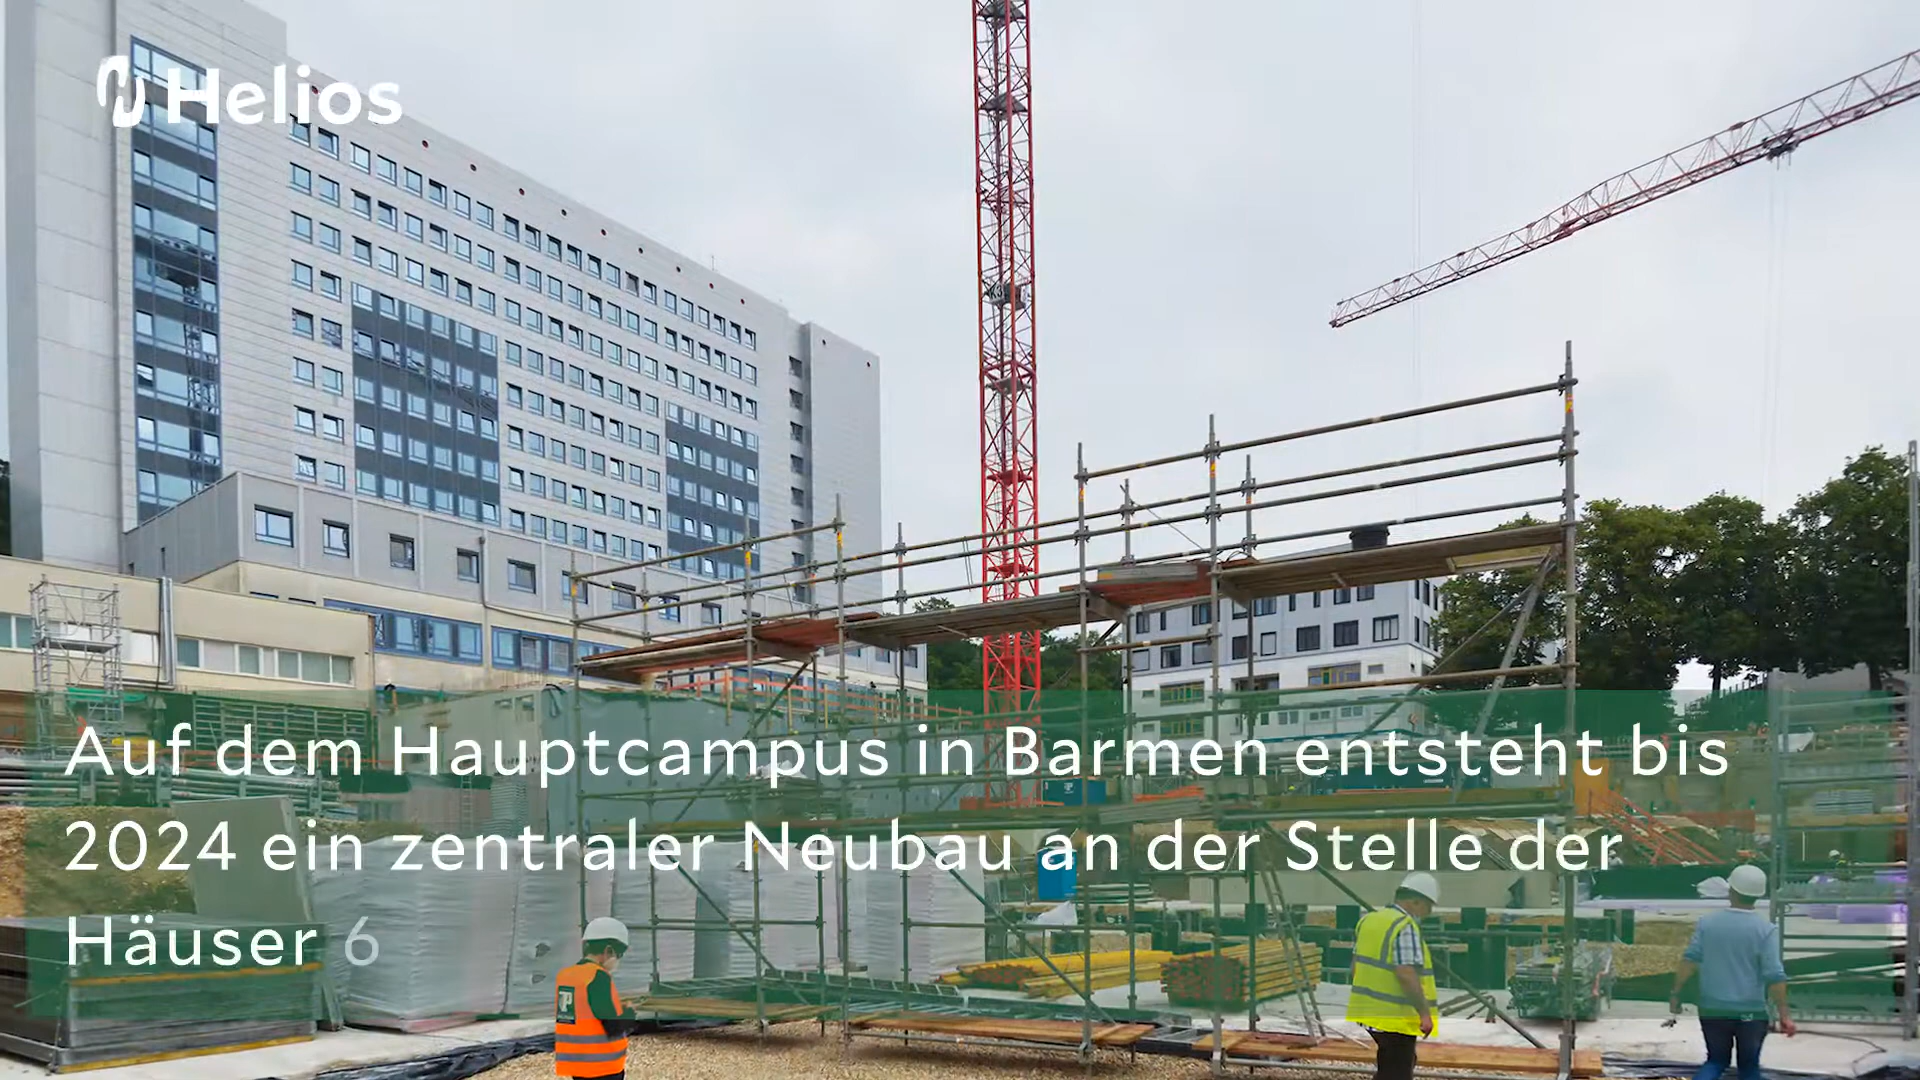 Helios
Auf dem Hauptcampus in Barmen entsteht bis
2024 ein zentraler Neubau an der Stelle der
Häuser 6